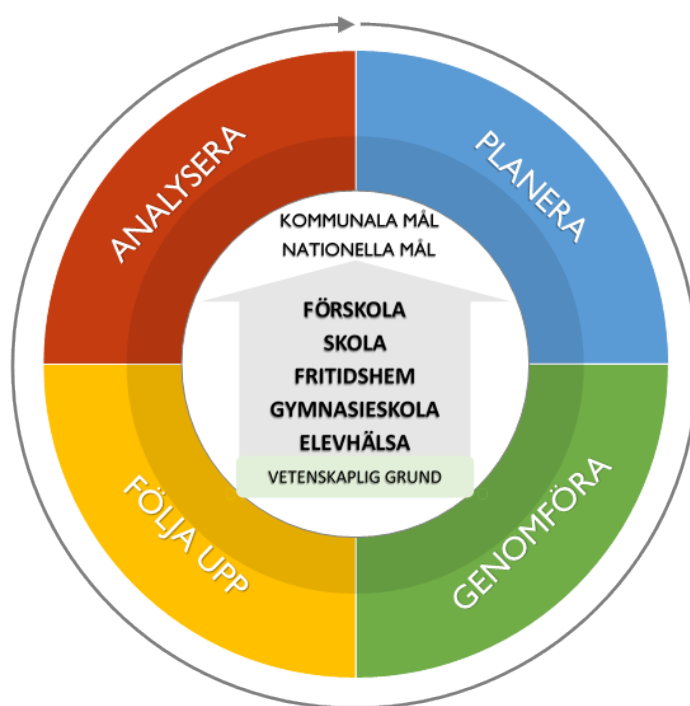 ANALYSERA
PLANERA
KOMMUNALA MÅL
NATIONELLA MÅL
FÖRSKOLA
SKOLA
FRITIDSHEM
GYMNASIESKOLA
ELEVHÄLSA
VETENSKAPLIG GRUND
FÖLJA UPP
GENOMFÖRA